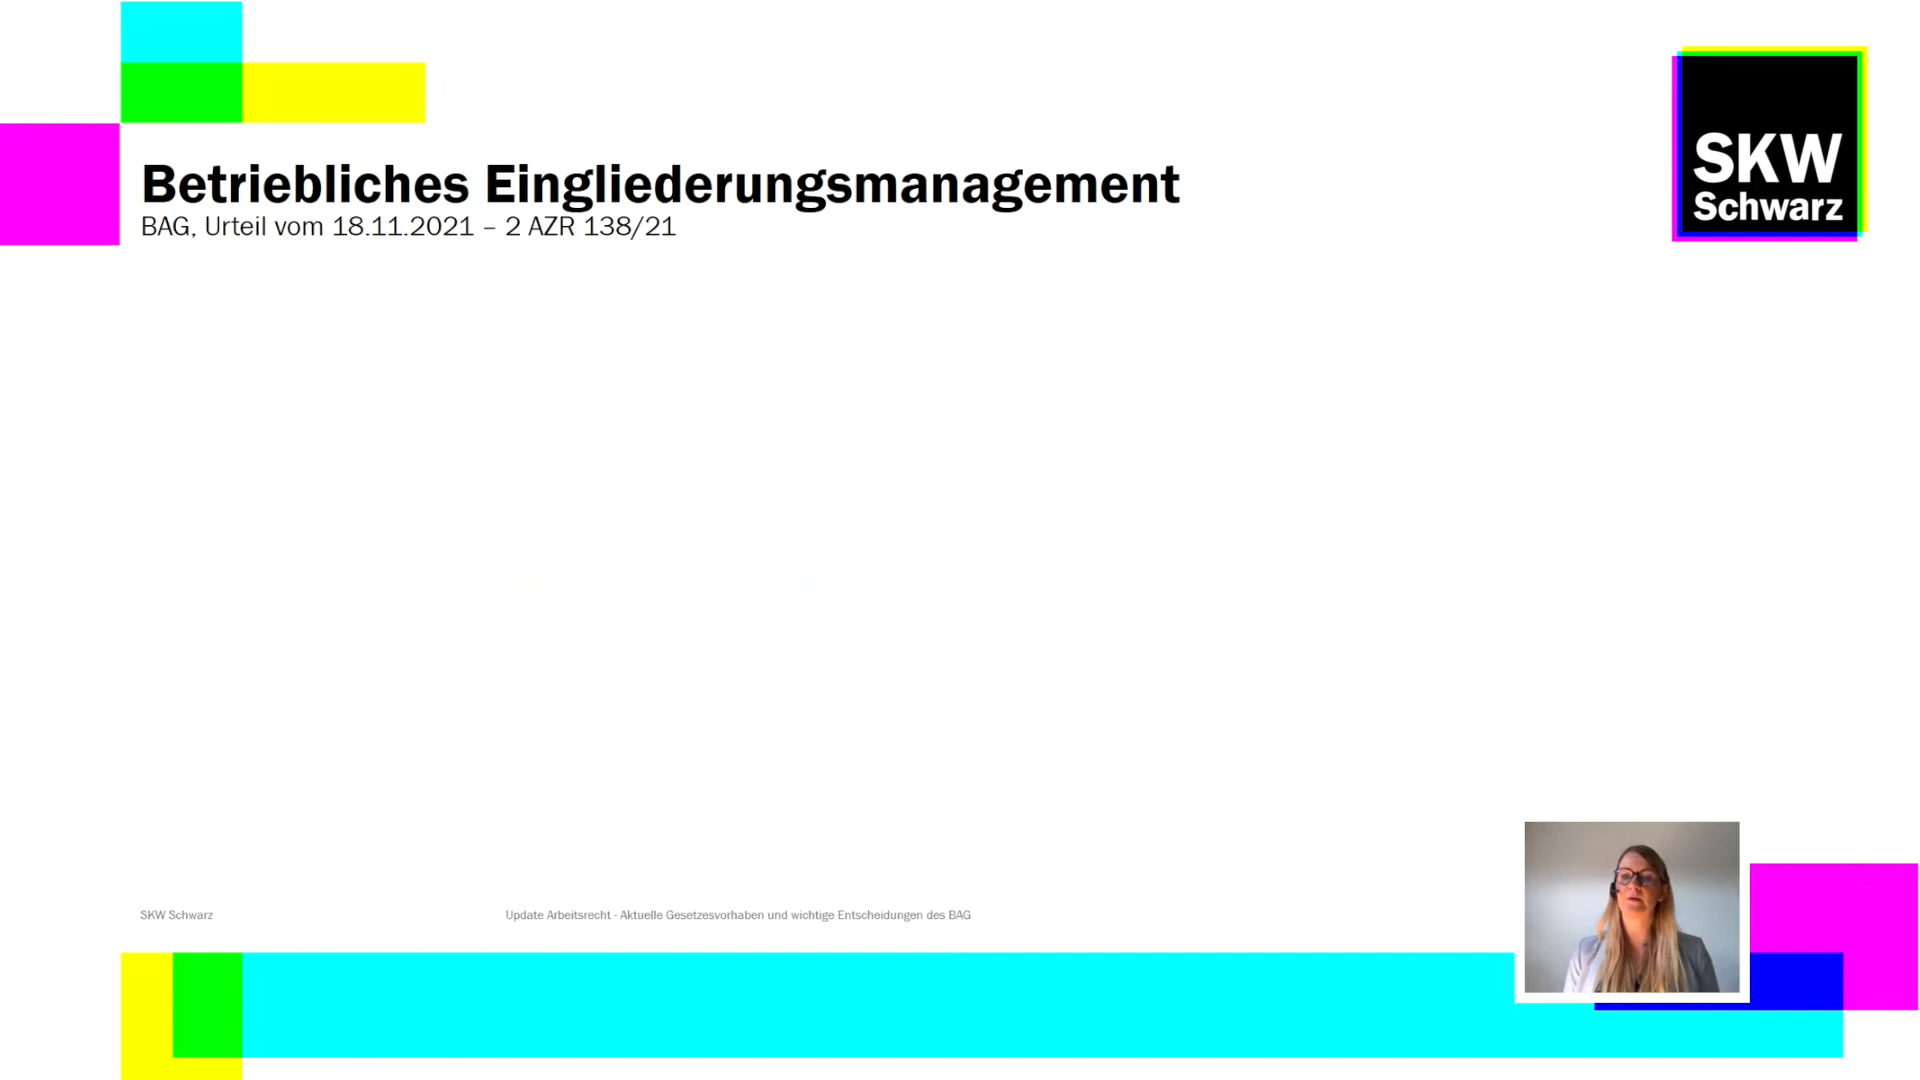 Betriebliches Eingliederungsmanagement
BAG, Urteil vom 18.11.2021 – 2 AZR 138/21
SKW
Schwarz
SKW Schwarz
Update Arbeitsrecht - Aktuelle Gesetzesvorhaben und wichtige Entscheidungen des BAG